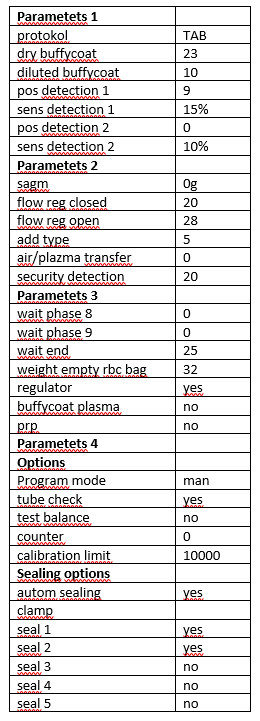 Parametets 1
protokol TAB
dry buffycoat 23
diluted buffycoat 10
pos detection 1 9
sens detection 1 15%
pos detection 2 0
sens detection 2 10%
Parametets 2
sagm 0g
flow reg closed 20
flow reg open 28
add type 5
air/plazma transfer 0
security detection 20
Parametets 3
wait phase 8 0
wait phase 9 0
wait end 25
weight empty rbc bag 32
regulator yes
buffycoat plasma no
prp no
Parametets 4
Options
Program mode man
tube check yes
test balance no
counter 0
calibration limit 10000
Sealing options
autom sealing yes
clamp
seal 1 yes
seal 2 yes
seal 3 no
seal 4 no
seal 5 no